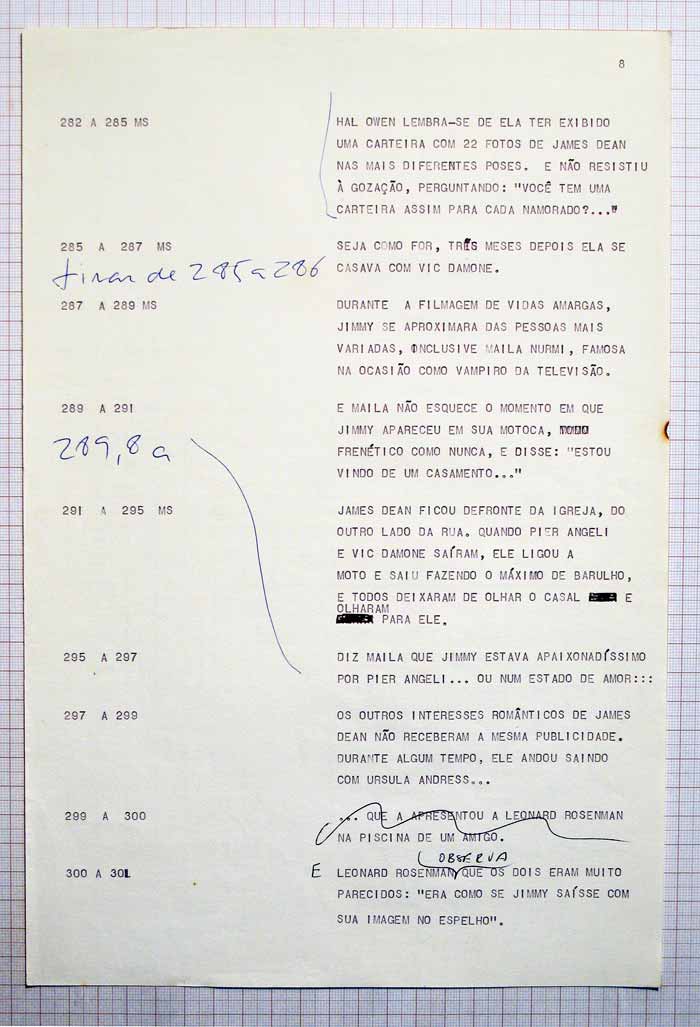 8
282 A 285 MS
HAL OWEN LEMBRA-SE DE ELA TER EXIBIDO
UMA CARTEIRA COM 22 FOTOS DE JAMES DEAN
NAS MAIS DIFERENTES POSES. E NÃO RESISTIU
À GOZAÇÃO, PERGUNTANDO: "VOCÊ TEM UMA
CARTEIRA ASSIM PARA CADA NAMORADO?..."
285 A 287 MS
SEJA COMO FOR, TRÊS MESES DEPOIS ELA SE
CASAVA COM VIC DAMONE.
tirar de 285 a 286
287 A 289 MS
DURANTE A FILMAGEM DE VIDAS AMARGAS,
JIMMY SE APROXIMARA DAS PESSOAS MAIS
VARIADAS, INCLUSIVE MAILA NURMI, FAMOSA
NA OCASIÃO COMO VAMPIRO DA TELEVISÃO.
289 A 291
289,8 a
E MAILA NÃO ESQUECE O MOMENTO EM QUE
JIMMY APARECEU EM SUA MOTOCA,
FRENÉTICO COMO NUNCA, E DISSE: "ESTOU
VINDO DE UM CASAMENTO..."
291 A 295 MS
JAMES DEAN FICOU DEFRONTE DA IGREJA, DO
OUTRO LADO DA RUA. QUANDO PIER ANGELI
E VIC DAMONE SAÍRAM, ELE LIGOU A
MOTO E SAIU FAZENDO O MÁXIMO DE BARULHO,
E TODOS DEIXARAM DE OLHAR O CASAL E
OLHARAM
PARA ELE.
295 A 297
DIZ MAILA QUE JIMMY ESTAVA APAIXONADÍSSIMO
POR PIER ANGELI... OU NUM ESTADO DE AMOR:::
297 A 299
OS OUTROS INTERESSES ROMÂNTICOS DE JAMES
DEAN NÃO RECEBERAM A MESMA PUBLICIDADE.
DURANTE ALGUM TEMPO, ELE ANDOU SAINDO
COM URSULA ANDRESS...
299 A 300
... QUE A APRESENTOU A LEONARD ROSENMAN
NA PISCINA DE UM AMIGO.
OBSERVA
300 A 301
E LEONARD ROSENMAN QUE OS DOIS ERAM MUITO
PARECIDOS: "ERA COMO SE JIMMY SAÍSSE COM
SUA IMAGEM NO ESPELHO".